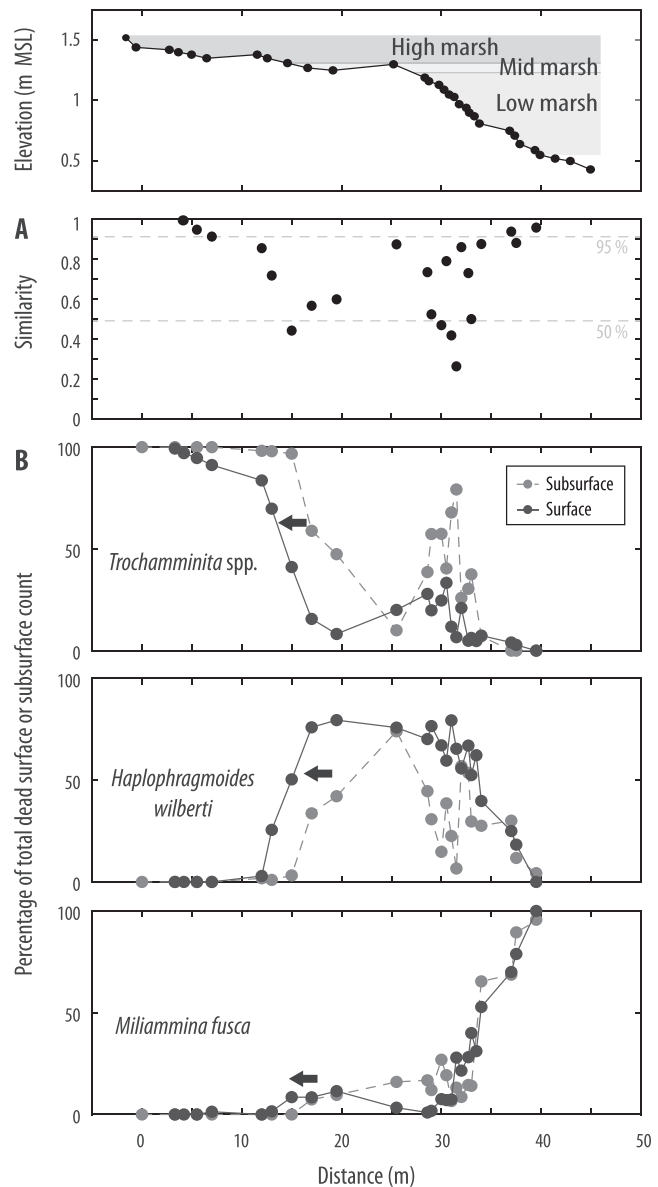 Elevation (m MSL)
1.5
1
0.5
High marsh
Mid marsh
Low marsh
A
Similarity
1
0.8
0.6
0.4
0.2
0
95 %
50 %
B
Percentage of total dead surface or subsurface count
100
50
0
Subsurface
Surface
Trochamminita spp.
100
50
0
Haplophragmoides
wilberti
100
50
0
Miliammina fusca
0
10
20
30
40
50
Distance (m)